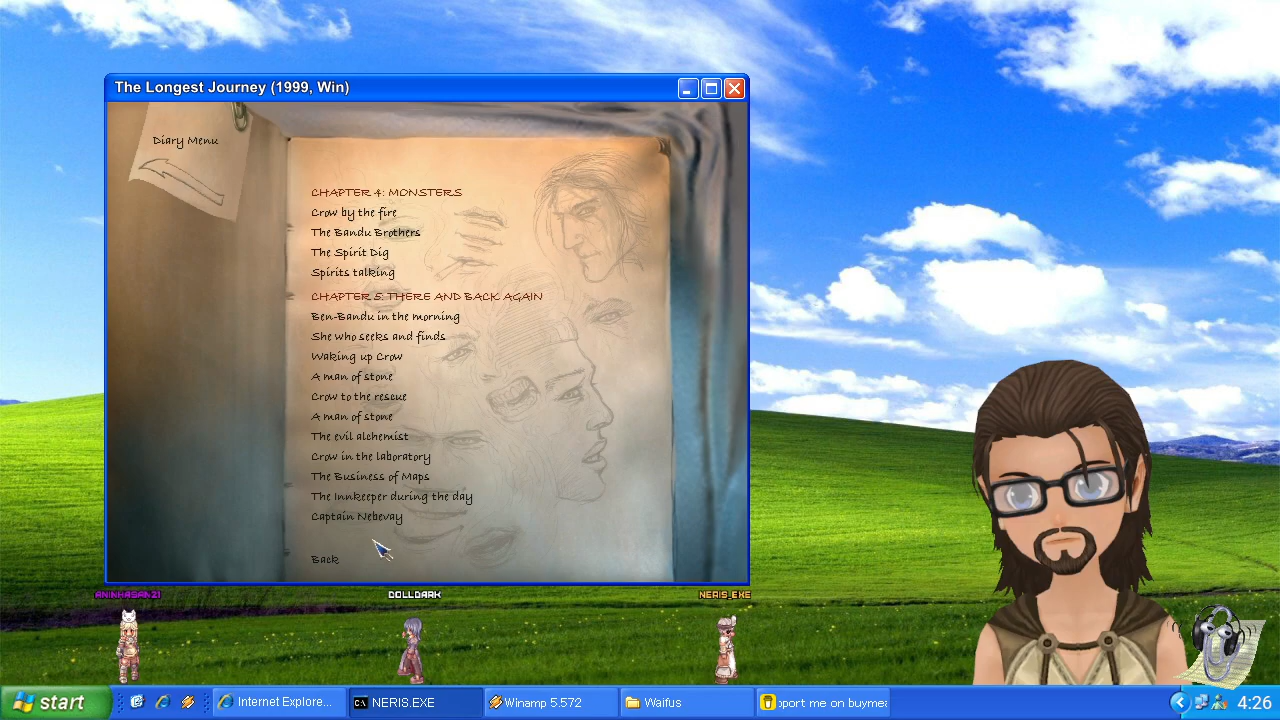 The Longest Journey (1999, Win)
Diary Menu
CHAPTER 4: MONSTERS
Crow by the fire
The Bandu Brothers
The Spirit Dig
Spirits talking
CHAPTER 5: THERE AND BACK AGAIN
Ben-Bandu in the morning
She who seeks and finds
Waking up Crow
A man of stone
Crow to the rescue
A man of stone
The evil alchemist
Crow in the laboratory
The Business of Maps
The Innkeeper during the day
Captain Nebevay
Back
ANINHASAN21
DOLLDARK
NERIS_EXE
start
Internet Explore...
NERIS.EXE
Winamp 5.572
Waifus
pport me on buymea
4:26